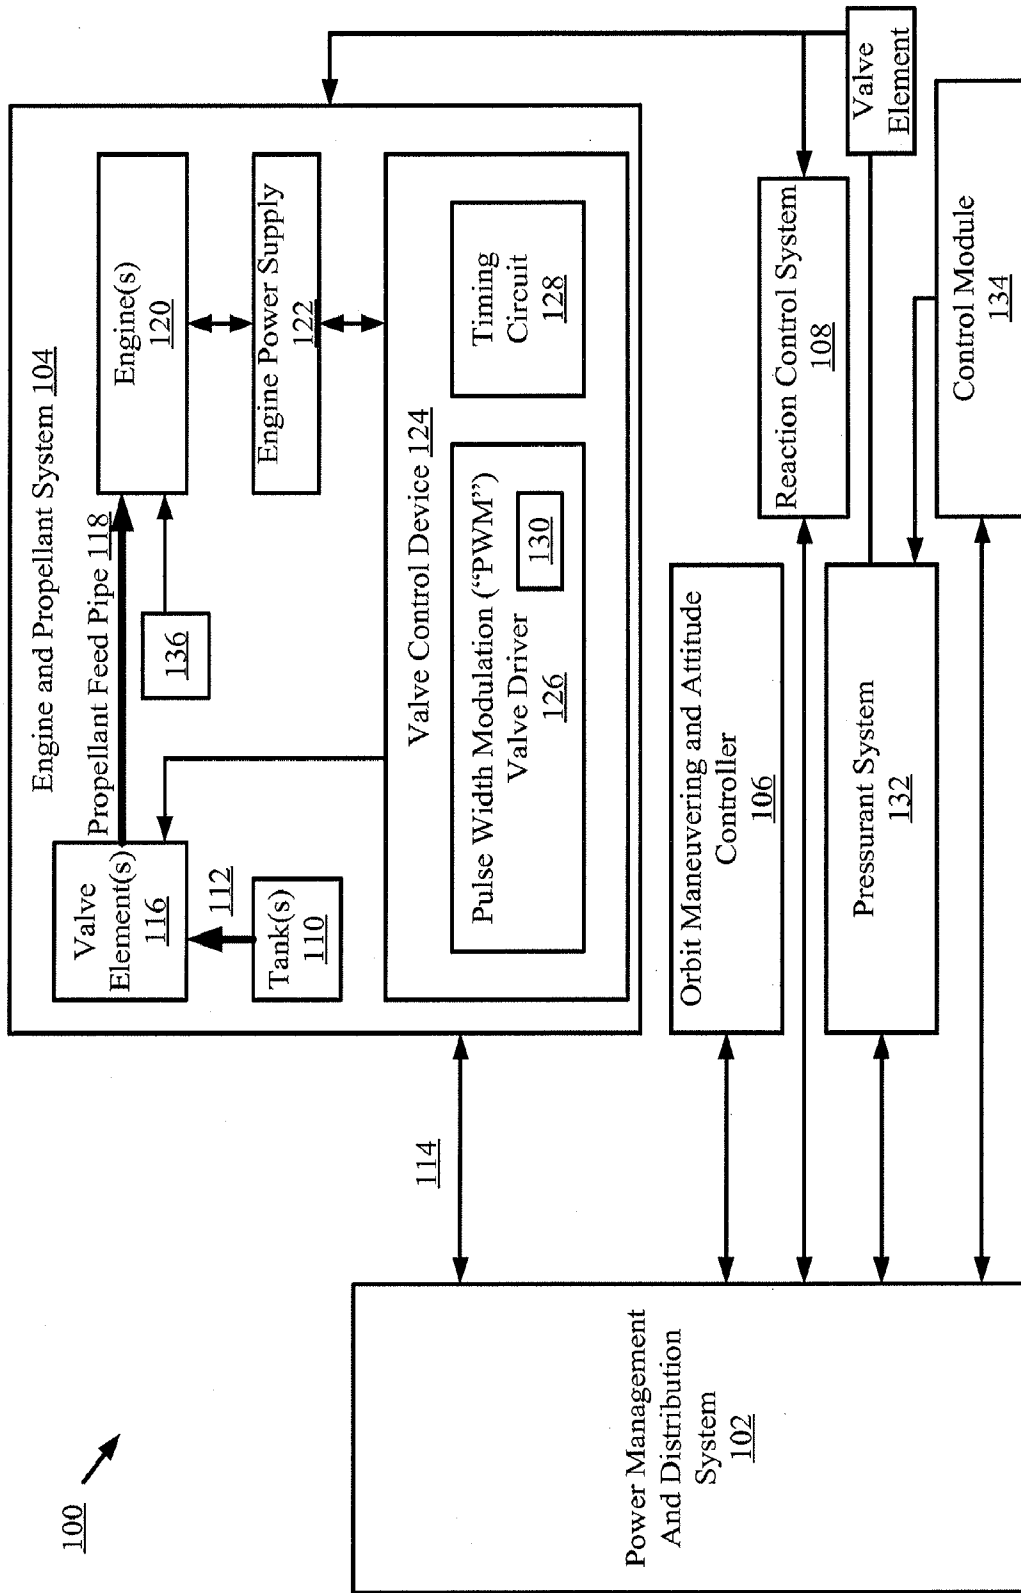 100
Power Management
And Distribution
System
102
114
Engine and Propellant System 104
Valve
Element(s)
116
Propellant Feed Pipe 118
Engine(s)
120
112
Tank(s)
110
136
Engine Power Supply
122
Valve Control Device 124
Pulse Width Modulation (“PWM”)
Valve Driver
126
130
Timing
Circuit
128
Orbit Maneuvering and Attitude
Controller
106
Reaction Control System
108
Pressurant System
132
Valve
Element
Control Module
134